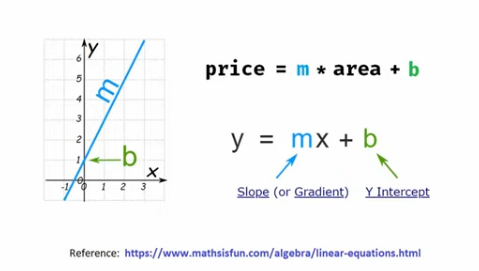 y
6
5
4
3
2
1
0
-1 0 1 2 3
x
m
b
price = m * area + b
y = mx + b
Slope (or Gradient) Y Intercept
Reference: https://www.mathsisfun.com/algebra/linear-equations.html